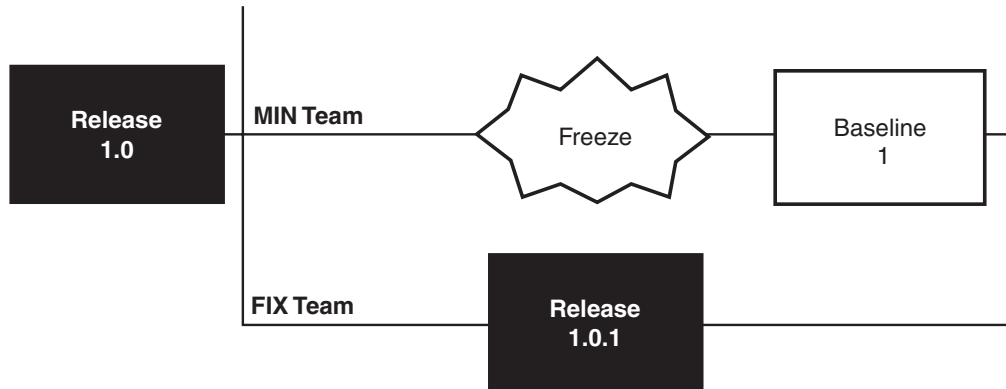 Release
1.0
MIN Team
Freeze
Baseline
1
FIX Team
Release
1.0.1